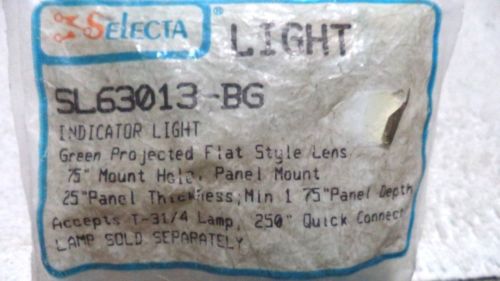 SELECTA ®
LIGHT
SL63013-BG
INDICATOR LIGHT
Green Projected Flat Style Lens
75" Mount Hole, Panel Mount
25"Panel Thickness, Min 1 75"Panel Depth
Accepts T-31/4 Lamp, 250" Quick Connect
LAMP SOLD SEPARATELY